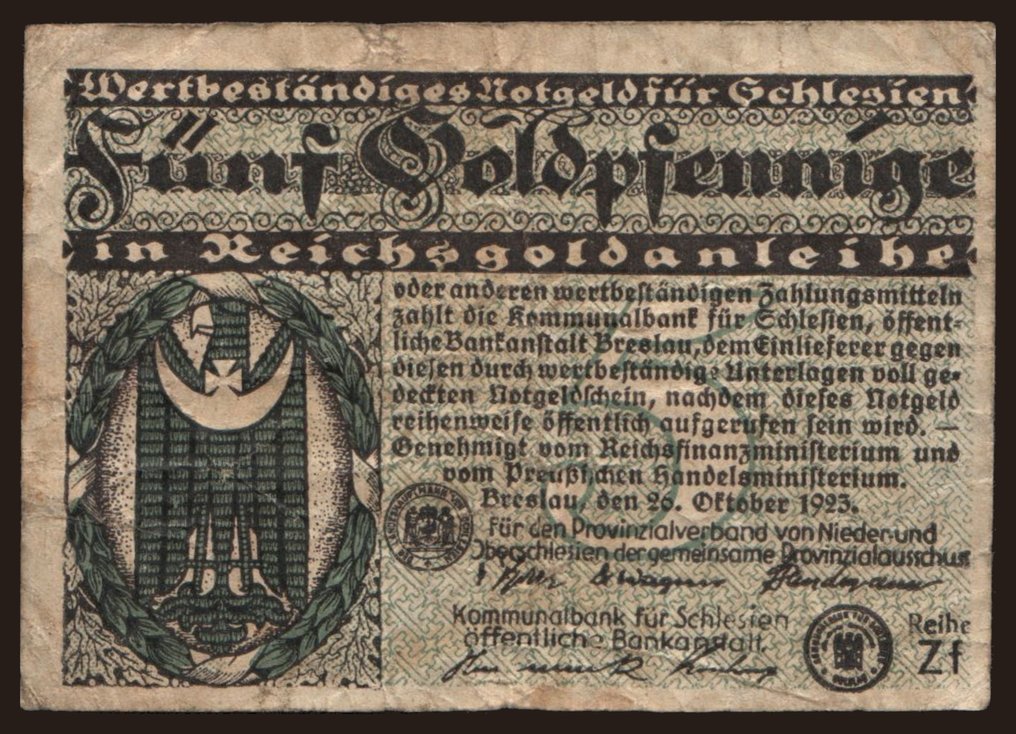 Wertbeständiges Notgeld für Schlesien
Fünf Goldpfennige
in Reichsgoldanleihe
oder anderen wertbeständigen Zahlungsmitteln
zahlt die Kommunalbank für Schlesien, öffent-
liche Bankanstalt Breslau, dem Einlieferer gegen
diesen durch wertbeständige Unterlagen voll ge-
deckten Notgeldschein, nachdem dieses Notgeld
reihenweise öffentlich aufgerufen sein wird. —
Genehmigt vom Reichsfinanzministerium und
vom Preußischen Handelsministerium.
Breslau, den 26. Oktober 1923.
Für den Provinzialverband von Nieder-und
Oberschlesien der gemeinsame Provinzialausschuss
Wagner
Kommunalbank für Schlesien
öffentliche Bankanstalt.
Reihe
Zf
5